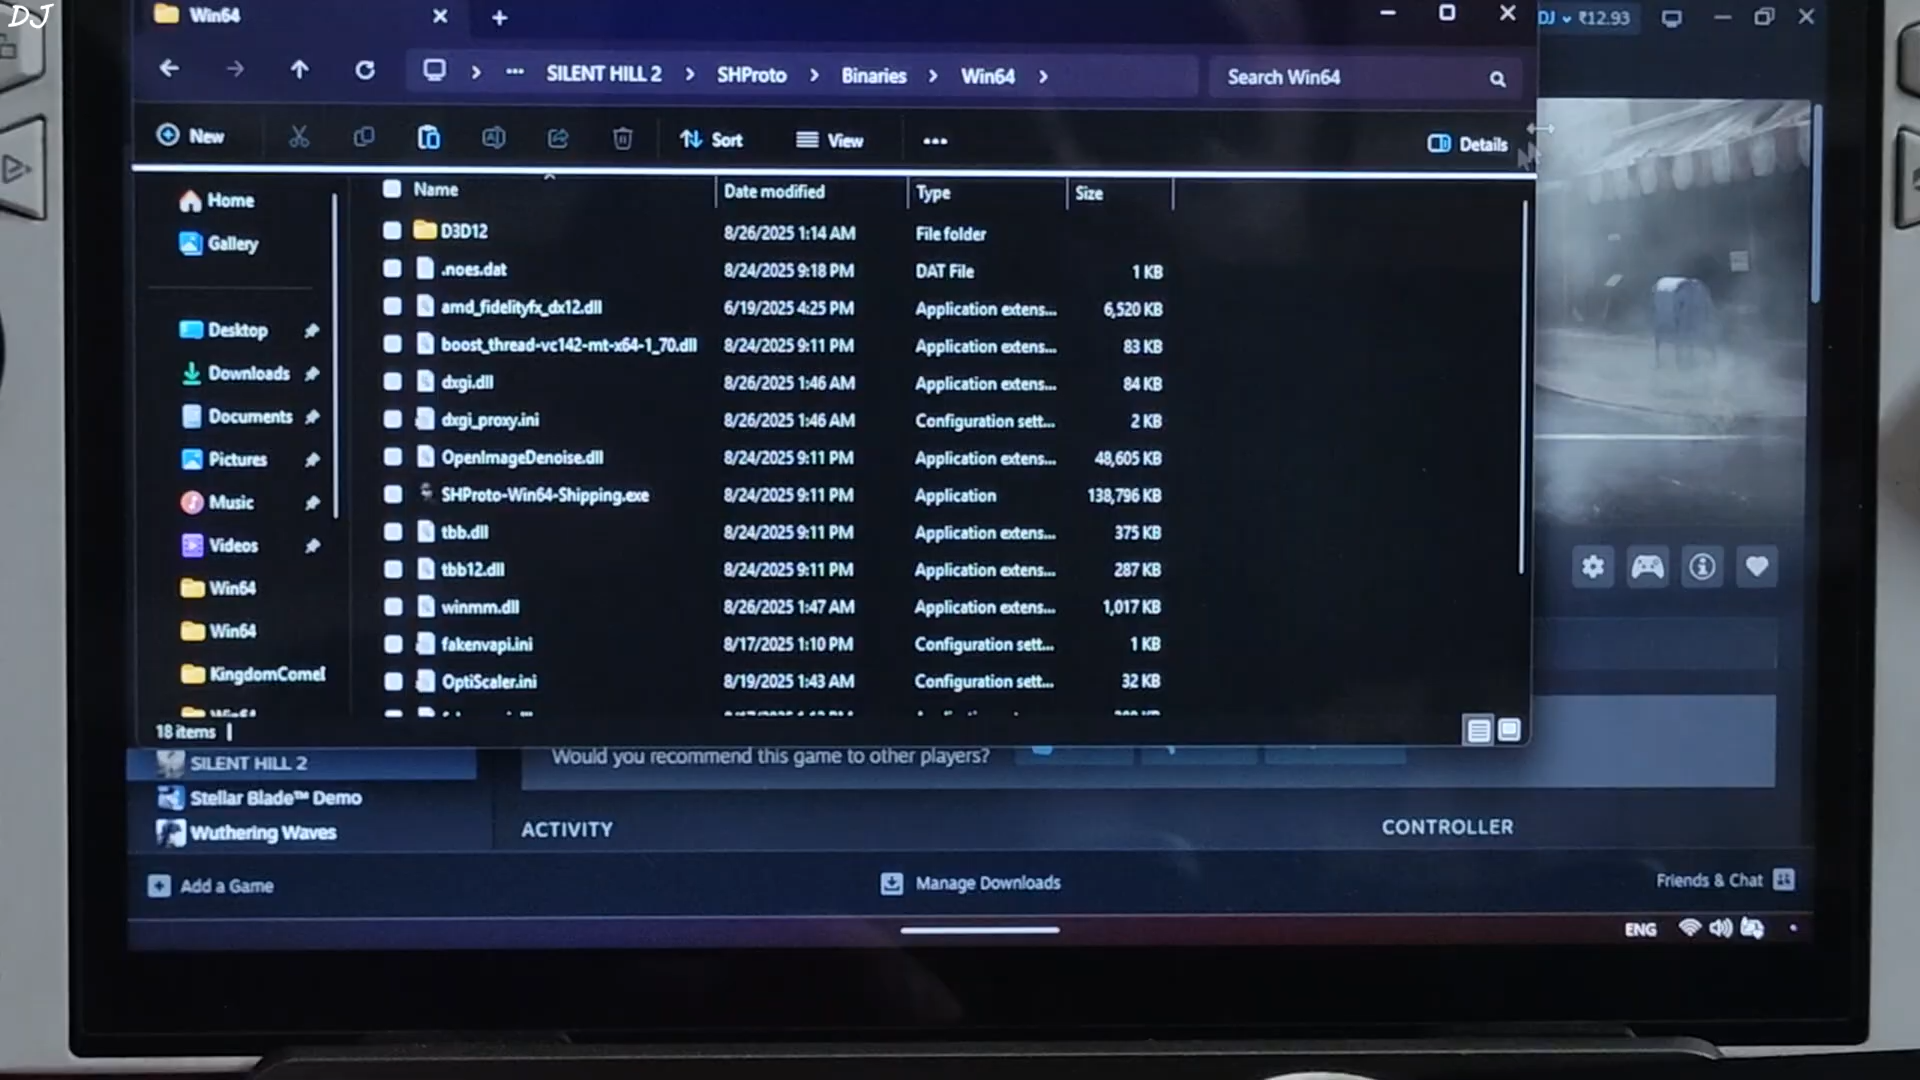 DJ
Win64
DJ ₹12.93
... SILENT HILL 2 > SHProto > Binaries > Win64 >
Search Win64
New
Sort
View
...
Details
Name
Date modified
Type
Size
Home
Gallery
Desktop
Downloads
Documents
Pictures
Music
Videos
Win64
Win64
KingdomComeI
D3D12 8/26/2025 1:14 AM File folder
.noes.dat 8/24/2025 9:18 PM DAT File 1 KB
amd_fidelityfx_dx12.dll 6/19/2025 4:25 PM Application extens... 6,520 KB
boost_thread-vc142-mt-x64-1_70.dll 8/24/2025 9:11 PM Application extens... 83 KB
dxgi.dll 8/26/2025 1:46 AM Application extens... 84 KB
dxgi_proxy.ini 8/26/2025 1:46 AM Configuration sett... 2 KB
OpenImageDenoise.dll 8/24/2025 9:11 PM Application extens... 48,605 KB
SHProto-Win64-Shipping.exe 8/24/2025 9:11 PM Application 138,796 KB
tbb.dll 8/24/2025 9:11 PM Application extens... 375 KB
tbb12.dll 8/24/2025 9:11 PM Application extens... 287 KB
winmm.dll 8/26/2025 1:47 AM Application extens... 1,017 KB
fakenvapi.ini 8/17/2025 1:10 PM Configuration sett... 1 KB
OptiScaler.ini 8/19/2025 1:43 AM Configuration sett... 32 KB
18 items
SILENT HILL 2
Would you recommend this game to other players?
Stellar Blade™ Demo
Wuthering Waves
ACTIVITY
CONTROLLER
Add a Game
Manage Downloads
Friends & Chat
ENG